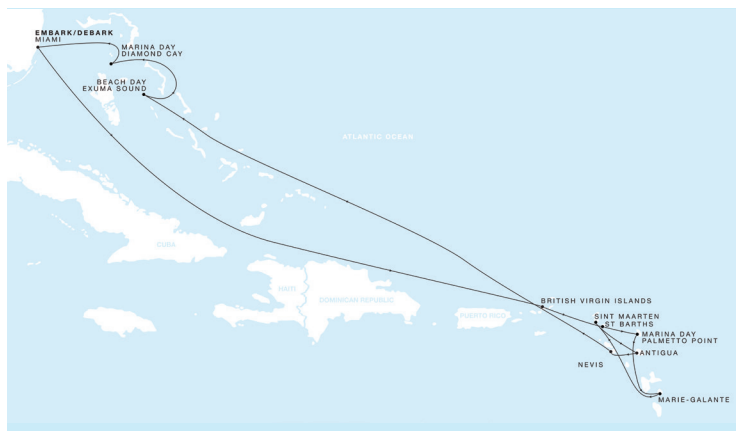 EMBARK/DEBARK
MIAMI
MARINA DAY
DIAMOND CAY
BEACH DAY
EXUMA SOUND
ATLANTIC OCEAN
CUBA
HAITI
DOMINICAN REPUBLIC
PUERTO RICO
BRITISH VIRGIN ISLANDS
SINT MAARTEN
ST BARTHS
MARINA DAY
PALMETTO POINT
ANTIGUA
NEVIS
MARIE-GALANTE